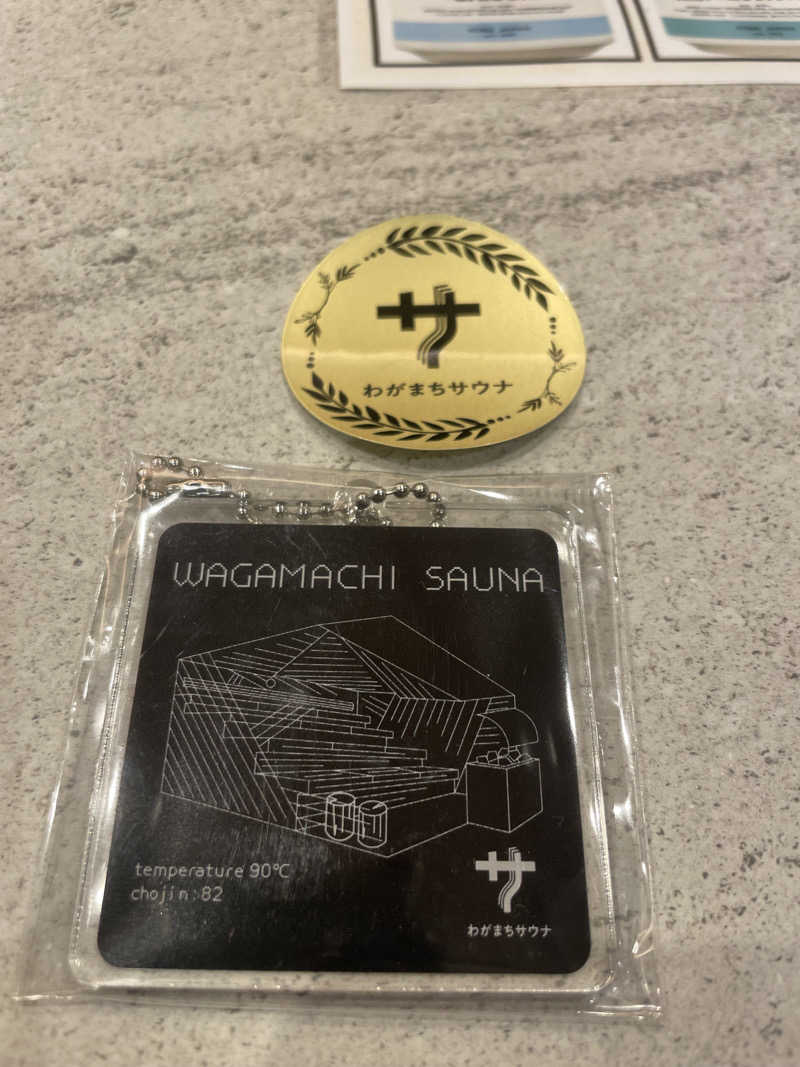 サ
わがまちサウナ
WAGAMACHI SAUNA
temperature 90℃
chojin:82
サ
わがまちサウナ